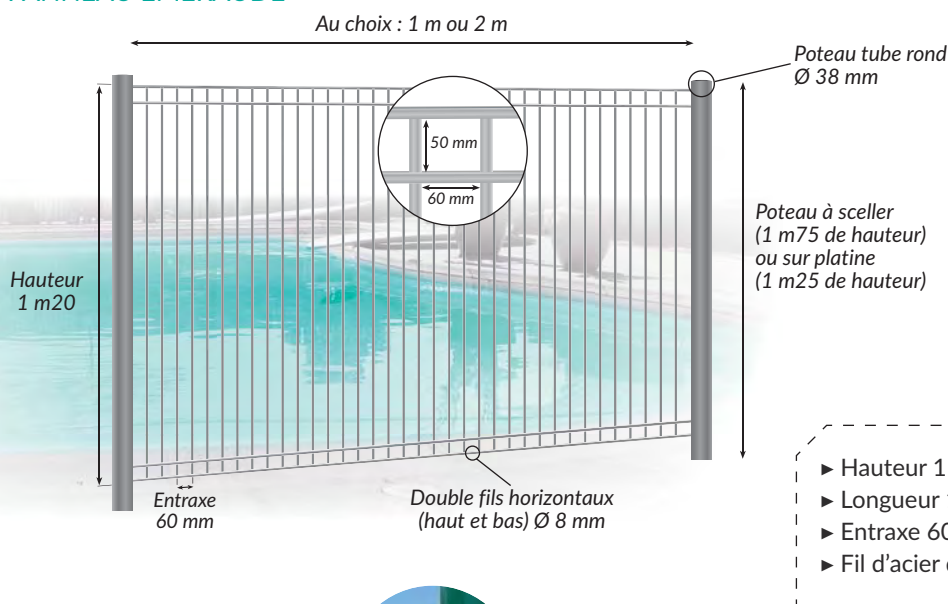 Au choix : 1 m ou 2 m
Poteau tube rond
Ø 38 mm
50 mm
60 mm
Poteau à sceller
(1 m75 de hauteur)
ou sur platine
(1 m25 de hauteur)
Hauteur
1 m20
Entraxe
60 mm
Double fils horizontaux
(haut et bas) Ø 8 mm
► Hauteur 1
► Longueur
► Entraxe 60
► Fil d'acier